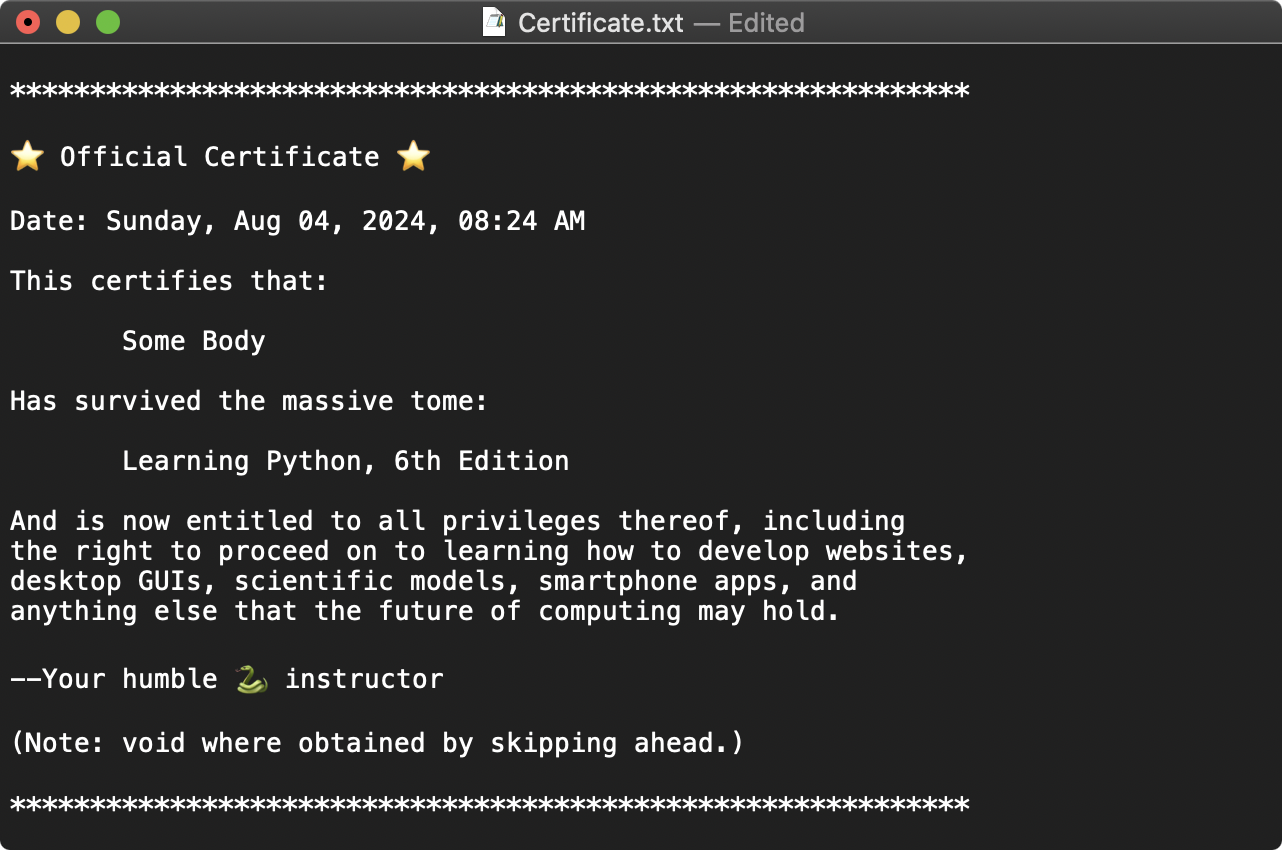 Certificate.txt — Edited
************************************************************
⭐ Official Certificate ⭐
Date: Sunday, Aug 04, 2024, 08:24 AM
This certifies that:
Some Body
Has survived the massive tome:
Learning Python, 6th Edition
And is now entitled to all privileges thereof, including
the right to proceed on to learning how to develop websites,
desktop GUIs, scientific models, smartphone apps, and
anything else that the future of computing may hold.
--Your humble 🐍 instructor
(Note: void where obtained by skipping ahead.)
************************************************************